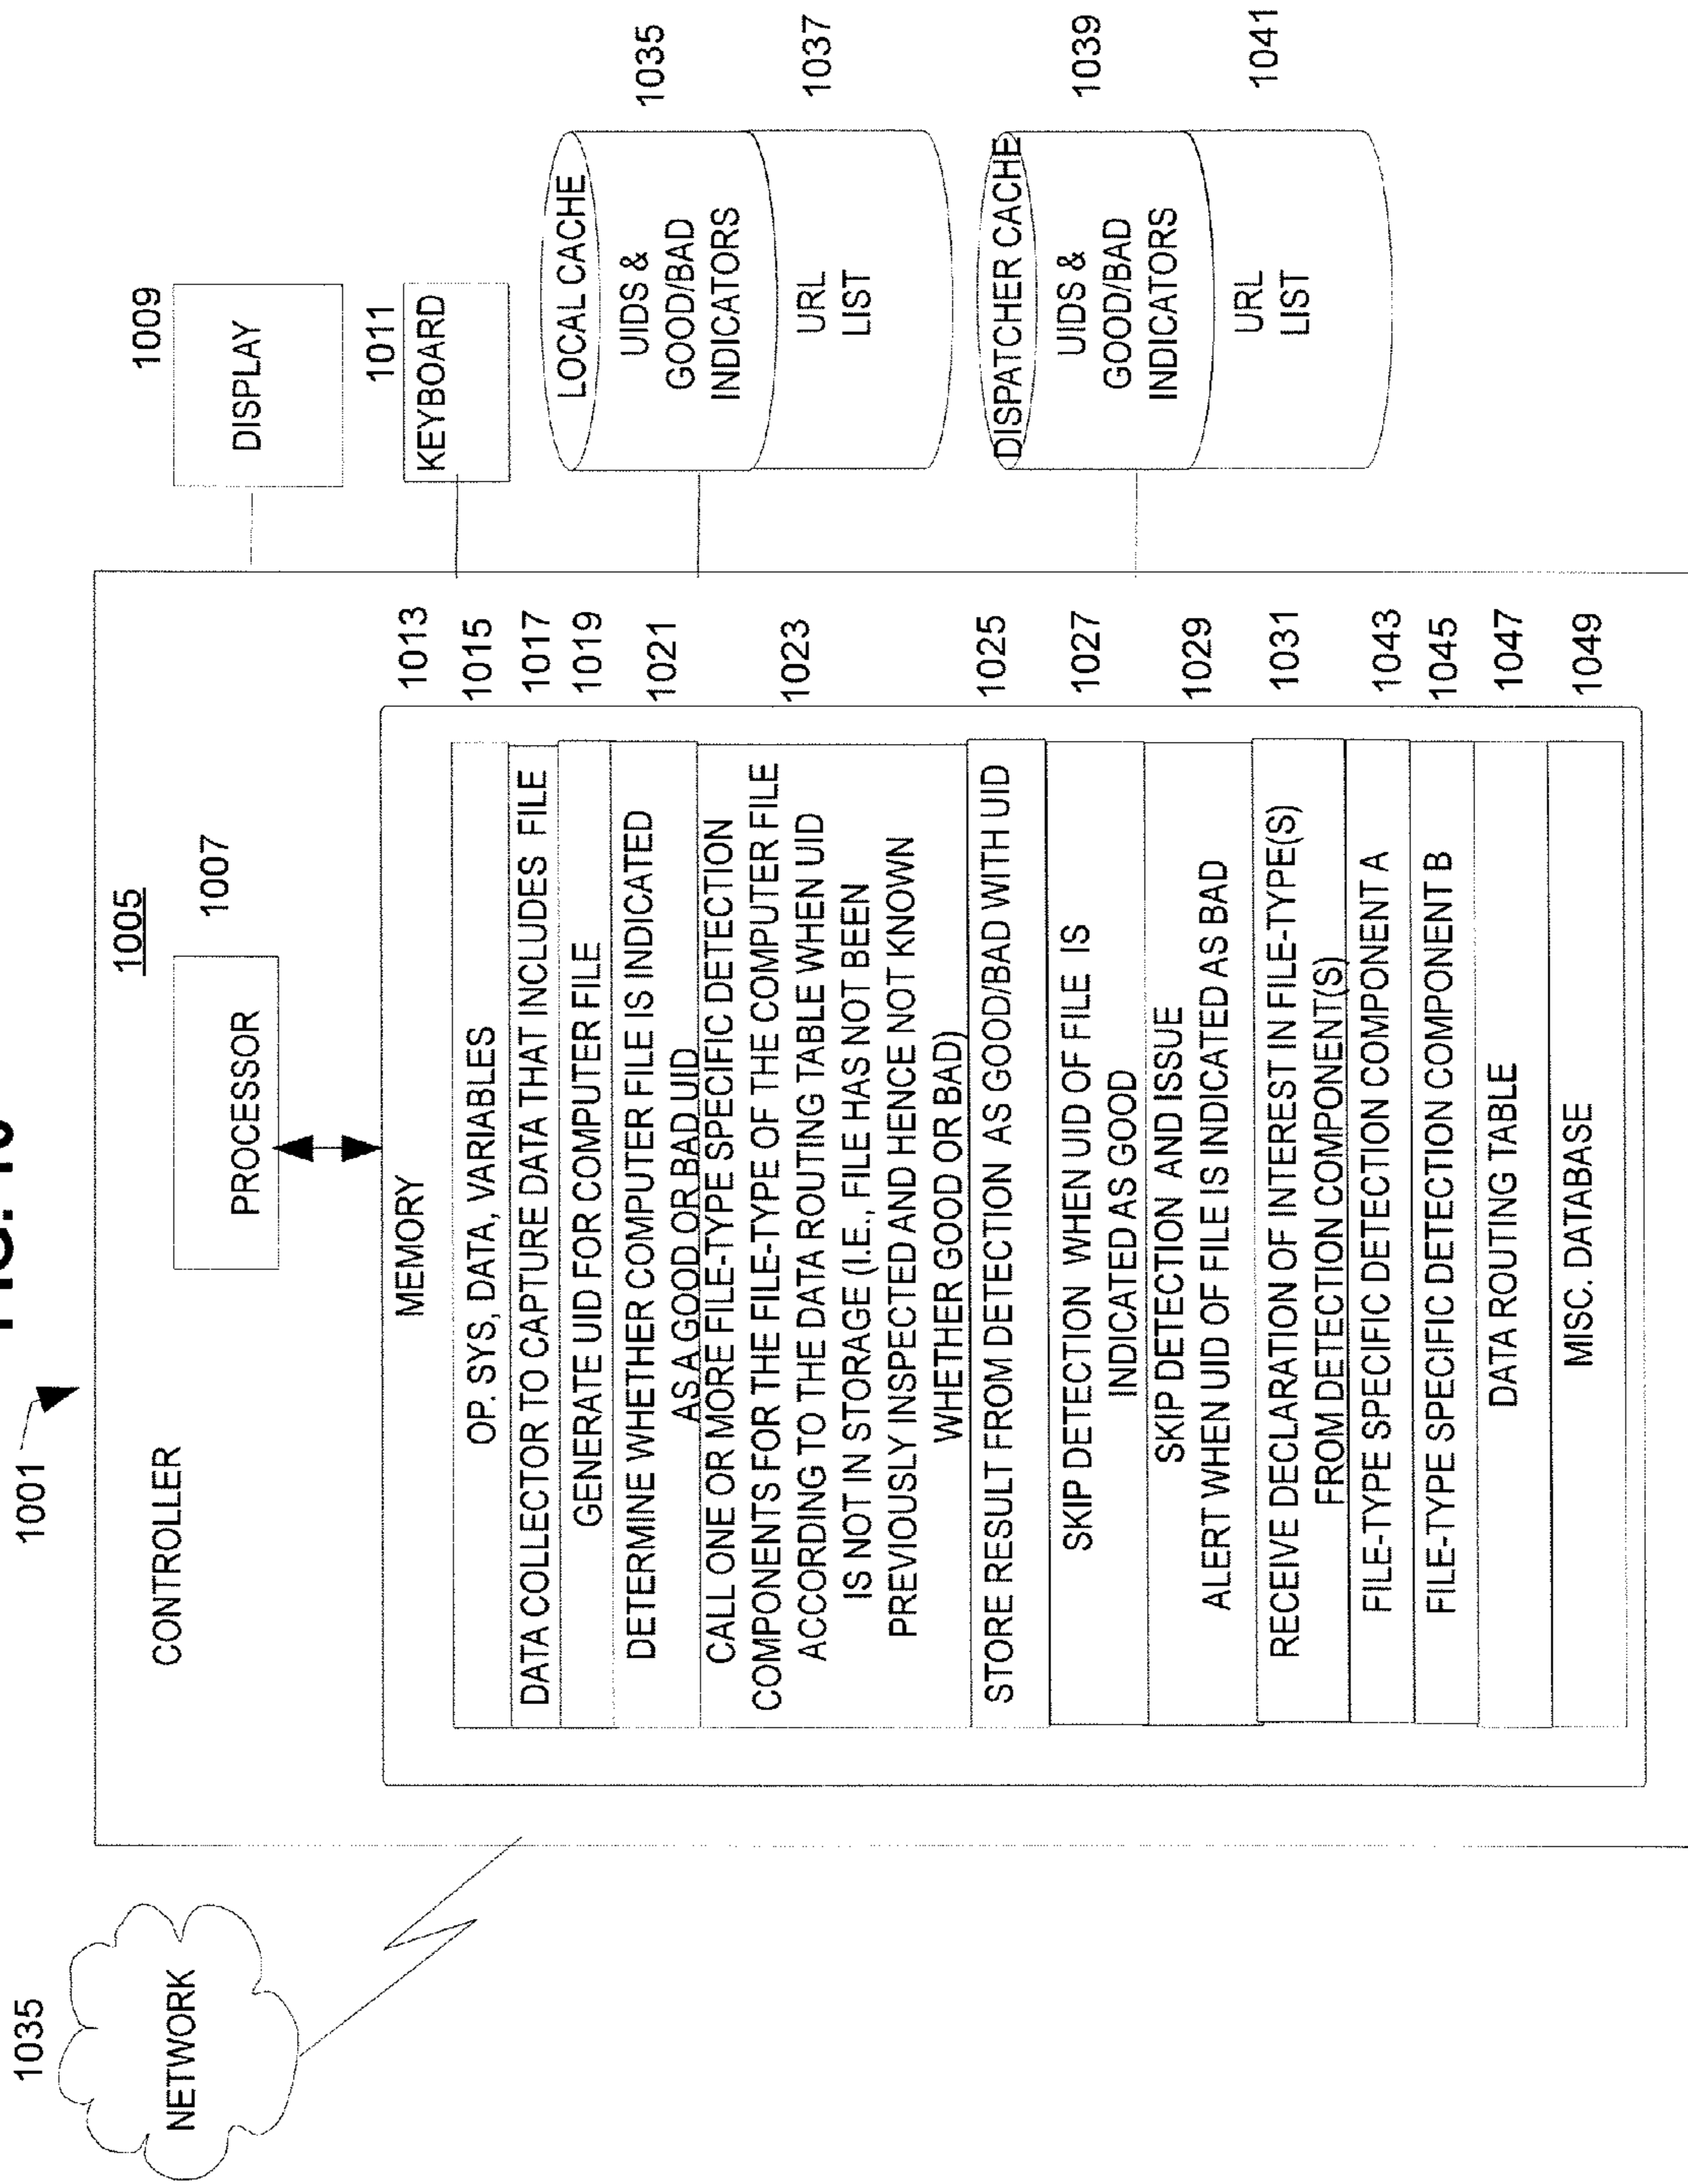 1001
1035
NETWORK
CONTROLLER
1005
PROCESSOR
1007
MEMORY
1013
OP. SYS, DATA, VARIABLES
1015
DATA COLLECTOR TO CAPTURE DATA THAT INCLUDES FILE
1017
GENERATE UID FOR COMPUTER FILE
1019
DETERMINE WHETHER COMPUTER FILE IS INDICATED
AS A GOOD OR BAD UID
1021
CALL ONE OR MORE FILE-TYPE SPECIFIC DETECTION
COMPONENTS FOR THE FILE-TYPE OF THE COMPUTER FILE
ACCORDING TO THE DATA ROUTING TABLE WHEN UID
IS NOT IN STORAGE (I.E., FILE HAS NOT BEEN
PREVIOUSLY INSPECTED AND HENCE NOT KNOWN
WHETHER GOOD OR BAD)
1023
STORE RESULT FROM DETECTION AS GOOD/BAD WITH UID
1025
SKIP DETECTION WHEN UID OF FILE IS
INDICATED AS GOOD
1027
SKIP DETECTION AND ISSUE
ALERT WHEN UID OF FILE IS INDICATED AS BAD
1029
RECEIVE DECLARATION OF INTEREST IN FILE-TYPE(S)
FROM DETECTION COMPONENT(S)
1031
FILE-TYPE SPECIFIC DETECTION COMPONENT A
1043
FILE-TYPE SPECIFIC DETECTION COMPONENT B
1045
DATA ROUTING TABLE
1047
MISC. DATABASE
1049
1009
DISPLAY
1011
KEYBOARD
LOCAL CACHE
UIDS &
GOOD/BAD
INDICATORS
1035
URL
LIST
1037
DISPATCHER CACHE
UIDS &
GOOD/BAD
INDICATORS
1039
URL
LIST
1041